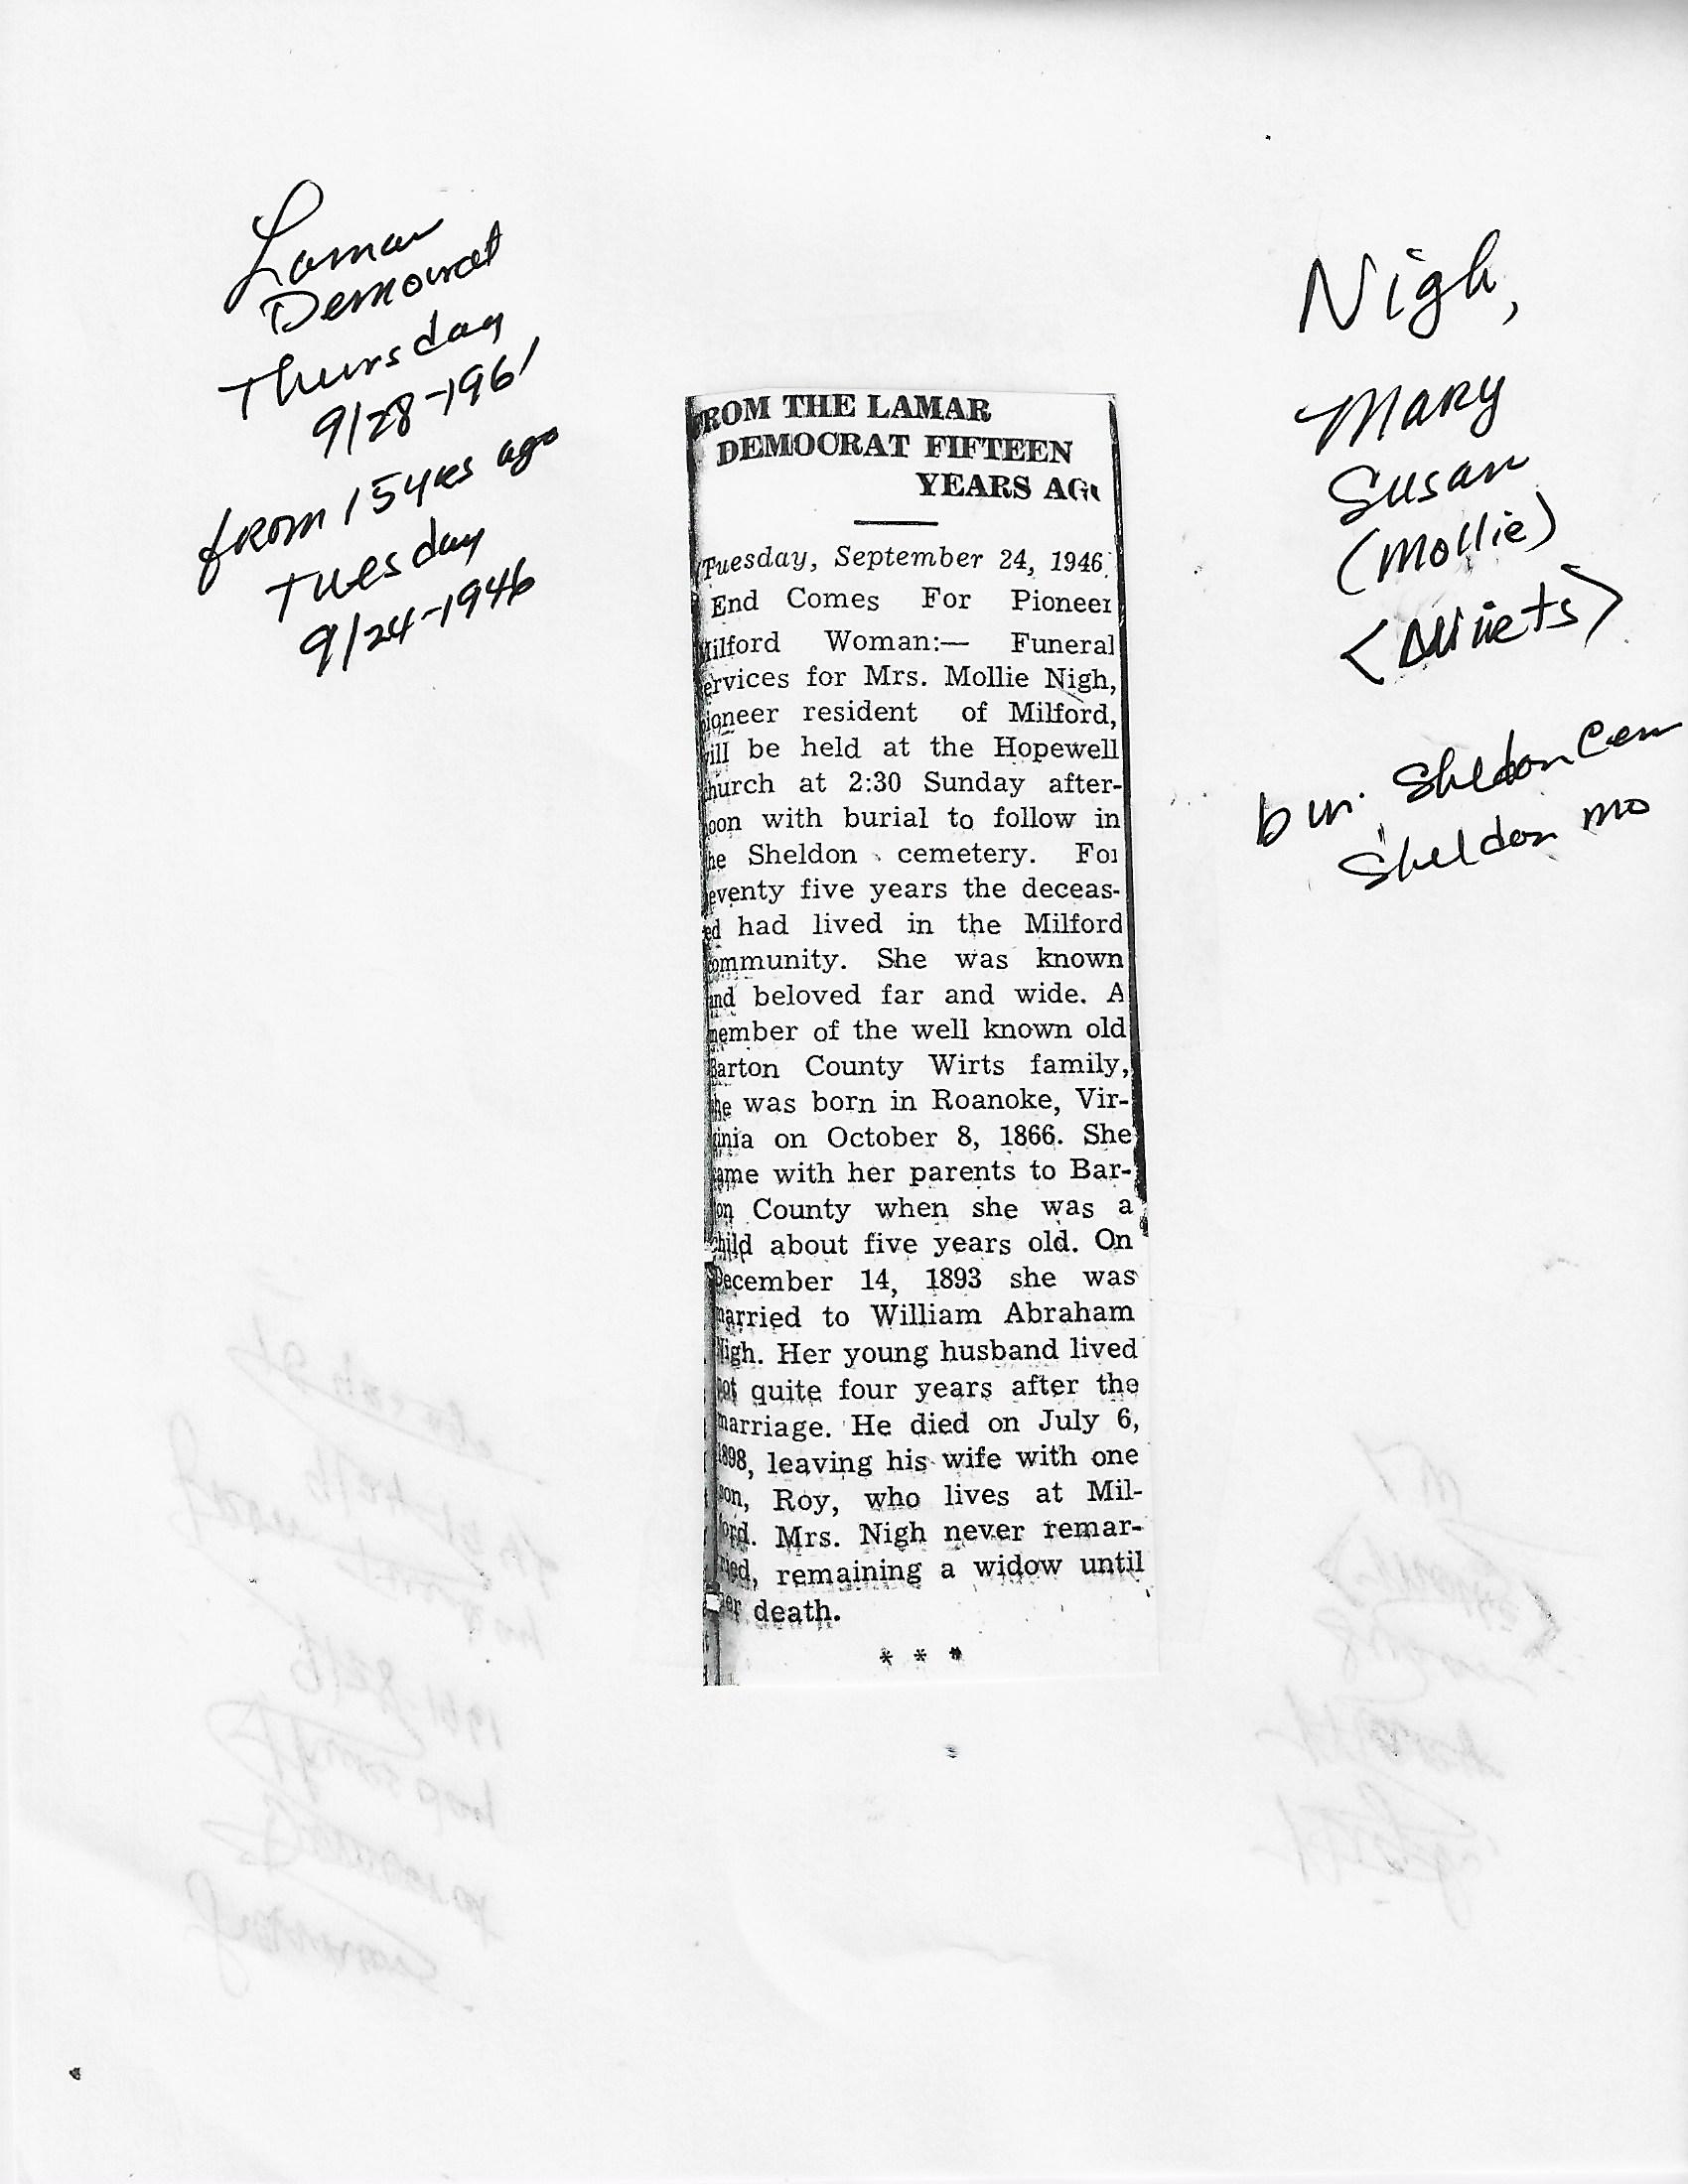 Lamar
Democrat
Thursday
9/28-1961
from 15 yrs ago
Tuesday
9/24-1946
Nigh,
Mary
Susan
(Mollie)
bur. Sheldon Cem
Sheldon Mo
ROM THE LAMAR
DEMOCRAT FIFTEEN
YEARS AGO
(Tuesday, September 24, 1946.
End Comes For Pioneer
Milford Woman:— Funeral
ervices for Mrs. Mollie Nigh,
ioneer resident of Milford,
ill be held at the Hopewell
hurch at 2:30 Sunday after-
oon with burial to follow in
he Sheldon cemetery. For
eventy five years the deceas-
ed had lived in the Milford
ommunity. She was known
and beloved far and wide. A
member of the well known old
Barton County Wirts family,
he was born in Roanoke, Vir-
ginia on October 8, 1866. She
ame with her parents to Bar-
on County when she was a
child about five years old. On
December 14, 1893 she was
married to William Abraham
Nigh. Her young husband lived
not quite four years after the
marriage. He died on July 6,
1898, leaving his wife with one
son, Roy, who lives at Mil-
ford. Mrs. Nigh never remar-
ried, remaining a widow until
her death.
* * *